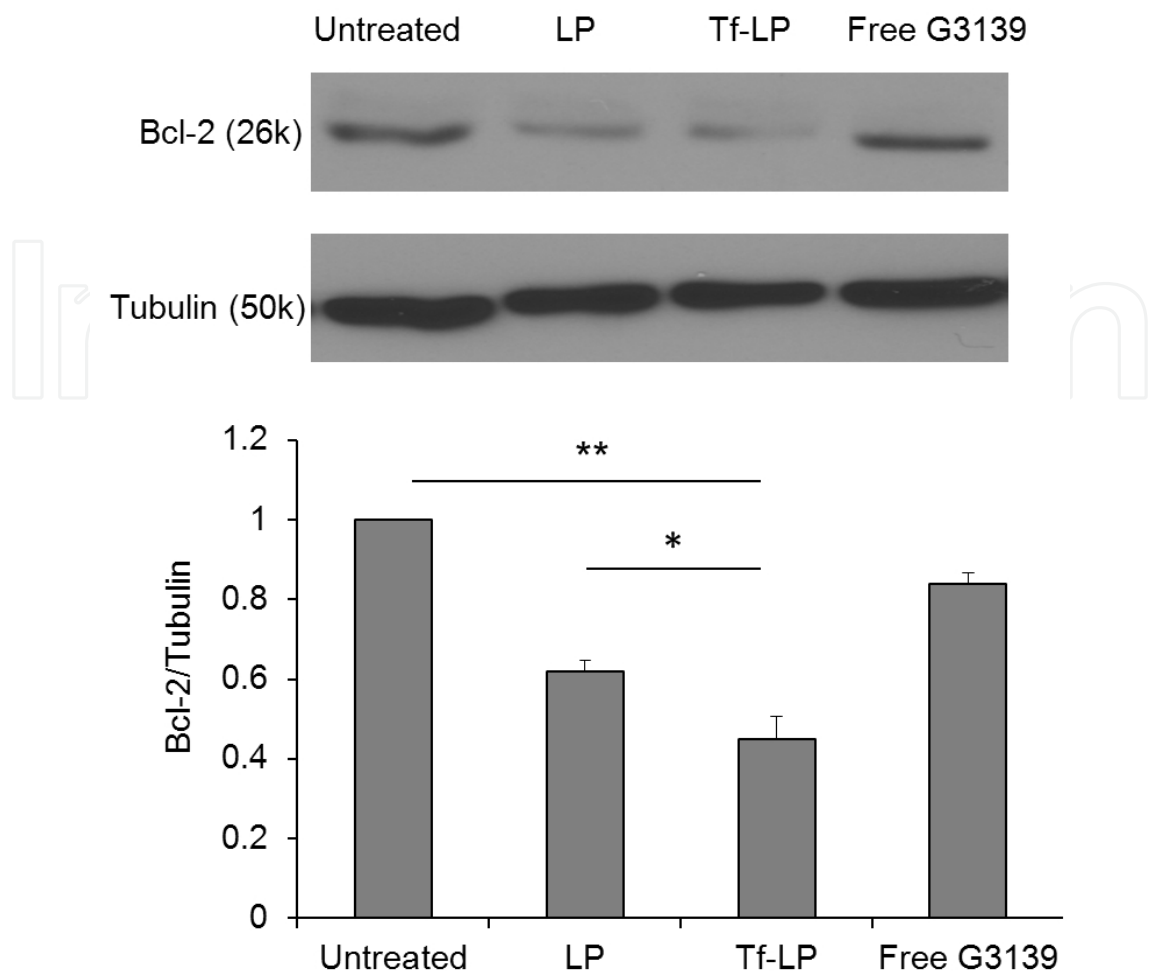 Untreated LP Tf-LP Free G3139
Bcl-2 (26k)
Tubulin (50k)
1.2
**
1
*
0.8
0.6
0.4
0.2
0
Bcl-2/Tubulin
Untreated LP Tf-LP Free G3139